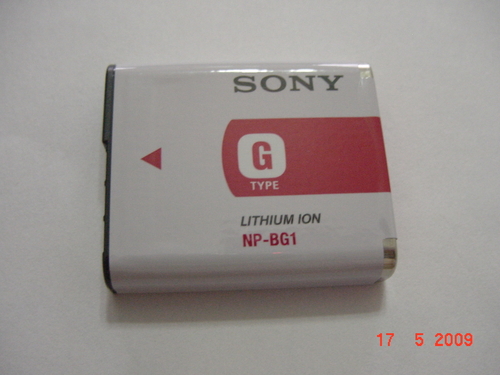 SONY
G
TYPE
LITHIUM ION
NP-BG1
17 5 2009